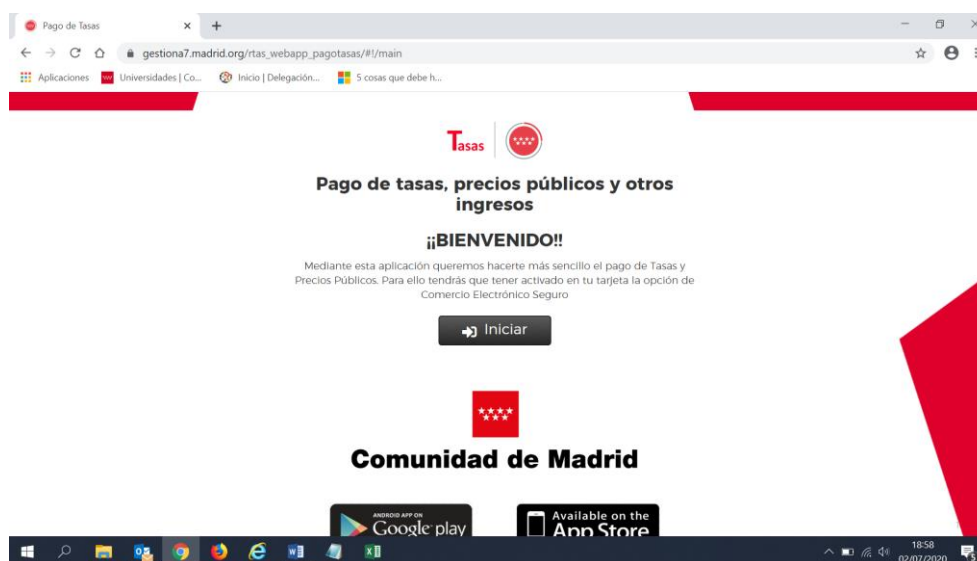 Pago de Tasas
gestiona7.madrid.org/rtas_webapp_pagotasas/#!/main
Aplicaciones Universidades | Co... Inicio | Delegación... 5 cosas que debe h...
Tasas
Pago de tasas, precios públicos y otros
ingresos
¡¡BIENVENIDO!!
Mediante esta aplicación queremos hacerte más sencillo el pago de Tasas y
Precios Públicos. Para ello tendrás que tener activado en tu tarjeta la opción de
Comercio Electrónico Seguro
Iniciar
Comunidad de Madrid
ANDROID APP ON
Google play
Available on the
App Store
18:58
02/07/2020
5